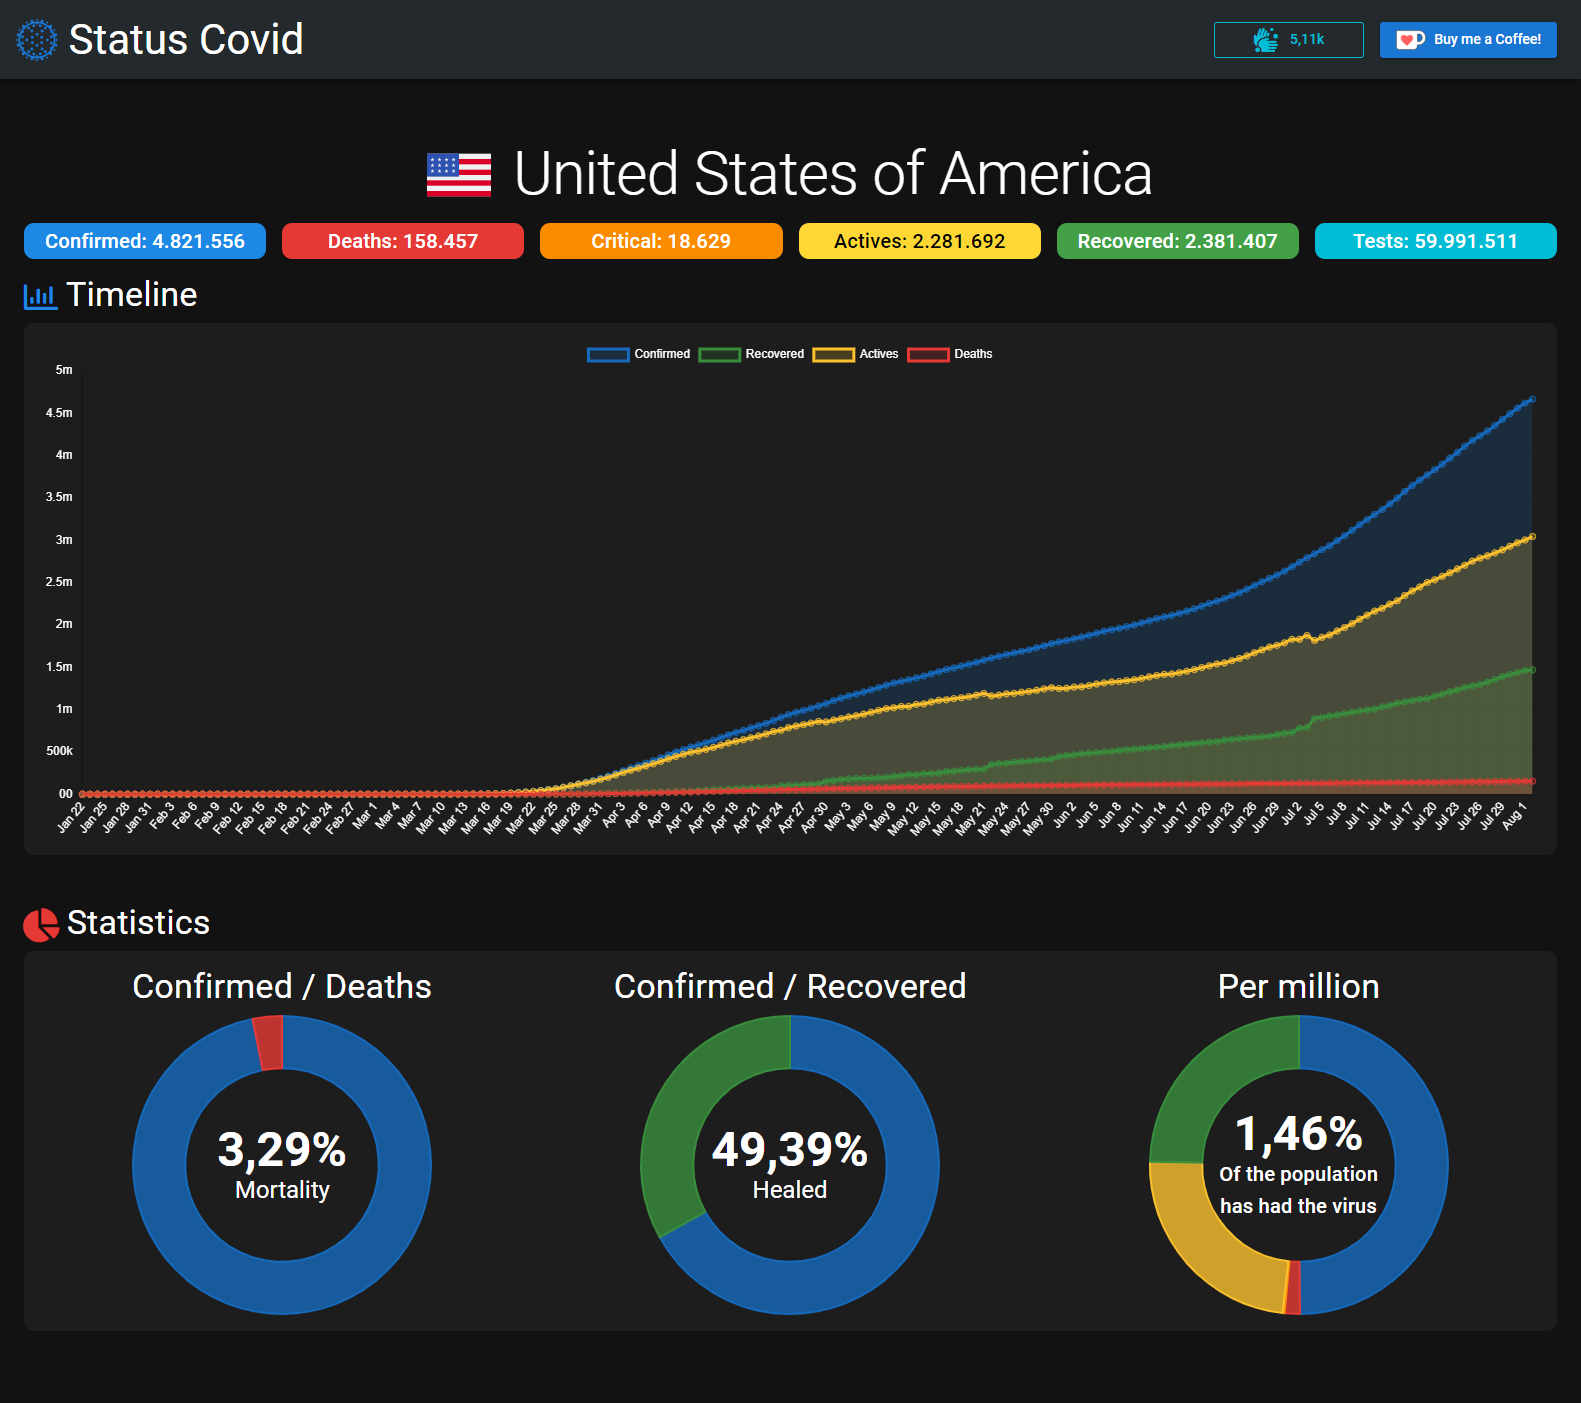 Status Covid
5,11k
Buy me a Coffee!
United States of America
Confirmed: 4.821.556
Deaths: 158.457
Critical: 18.629
Actives: 2.281.692
Recovered: 2.381.407
Tests: 59.991.511
Timeline
Confirmed
Recovered
Actives
Deaths
5m
4.5m
4m
3.5m
3m
2.5m
2m
1.5m
1m
500k
00
Jan 22
Jan 25
Jan 28
Jan 31
Feb 3
Feb 6
Feb 9
Feb 12
Feb 15
Feb 18
Feb 21
Feb 24
Feb 27
Mar 1
Mar 4
Mar 7
Mar 10
Mar 13
Mar 16
Mar 19
Mar 22
Mar 25
Mar 28
Mar 31
Apr 3
Apr 6
Apr 9
Apr 12
Apr 15
Apr 18
Apr 21
Apr 24
Apr 27
Apr 30
May 3
May 6
May 9
May 12
May 15
May 18
May 21
May 24
May 27
May 30
Jun 2
Jun 5
Jun 8
Jun 11
Jun 14
Jun 17
Jun 20
Jun 23
Jun 26
Jun 29
Jul 2
Jul 5
Jul 8
Jul 11
Jul 14
Jul 17
Jul 20
Jul 23
Jul 26
Jul 29
Aug 1
Statistics
Confirmed / Deaths
3,29%
Mortality
Confirmed / Recovered
49,39%
Healed
Per million
1,46%
Of the population
has had the virus